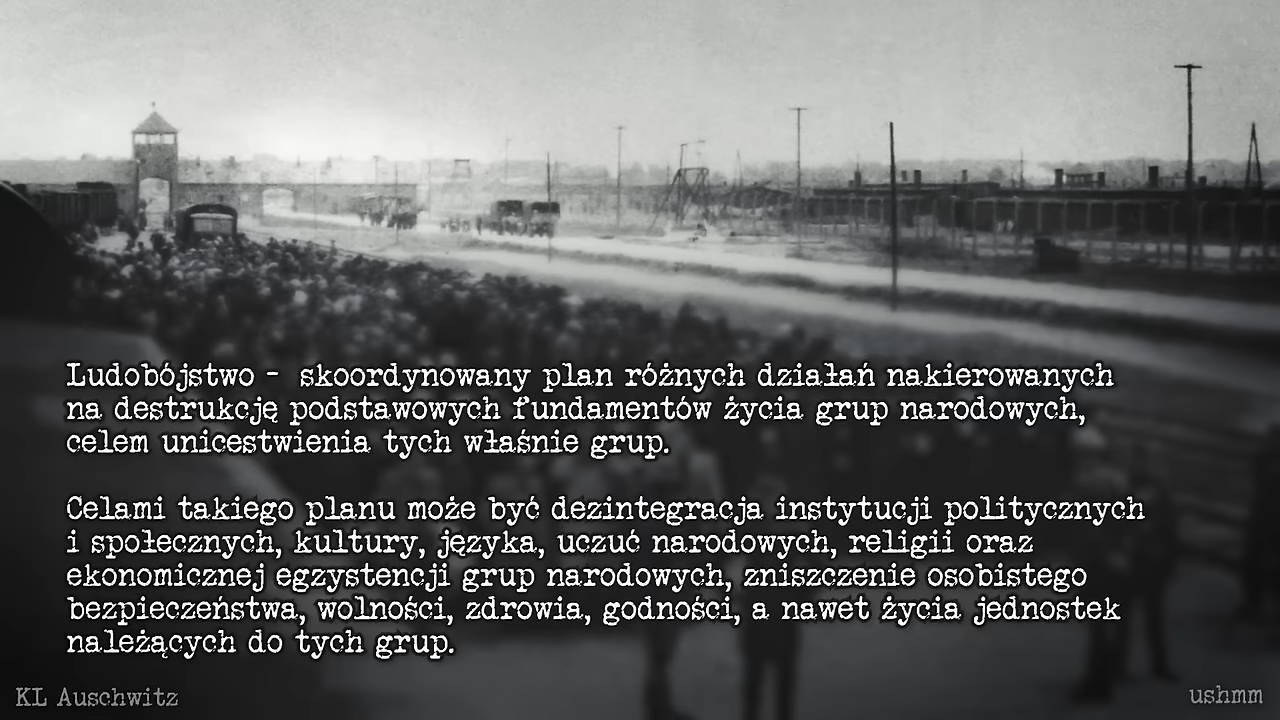 Ludobójstwo - skoordynowany plan różnych działań nakierowanych
na destrukcję podstawowych fundamentów życia grup narodowych,
celem unicestwienia tych właśnie grup.
Celami takiego planu może być dezintegracja instytucji politycznych
i społecznych, kultury, języka, uczuć narodowych, religii oraz
ekonomicznej egzystencji grup narodowych, zniszczenie osobistego
bezpieczeństwa, wolności, zdrowia, godności, a nawet życia jednostek
należących do tych grup.
KL Auschwitz
ushmm